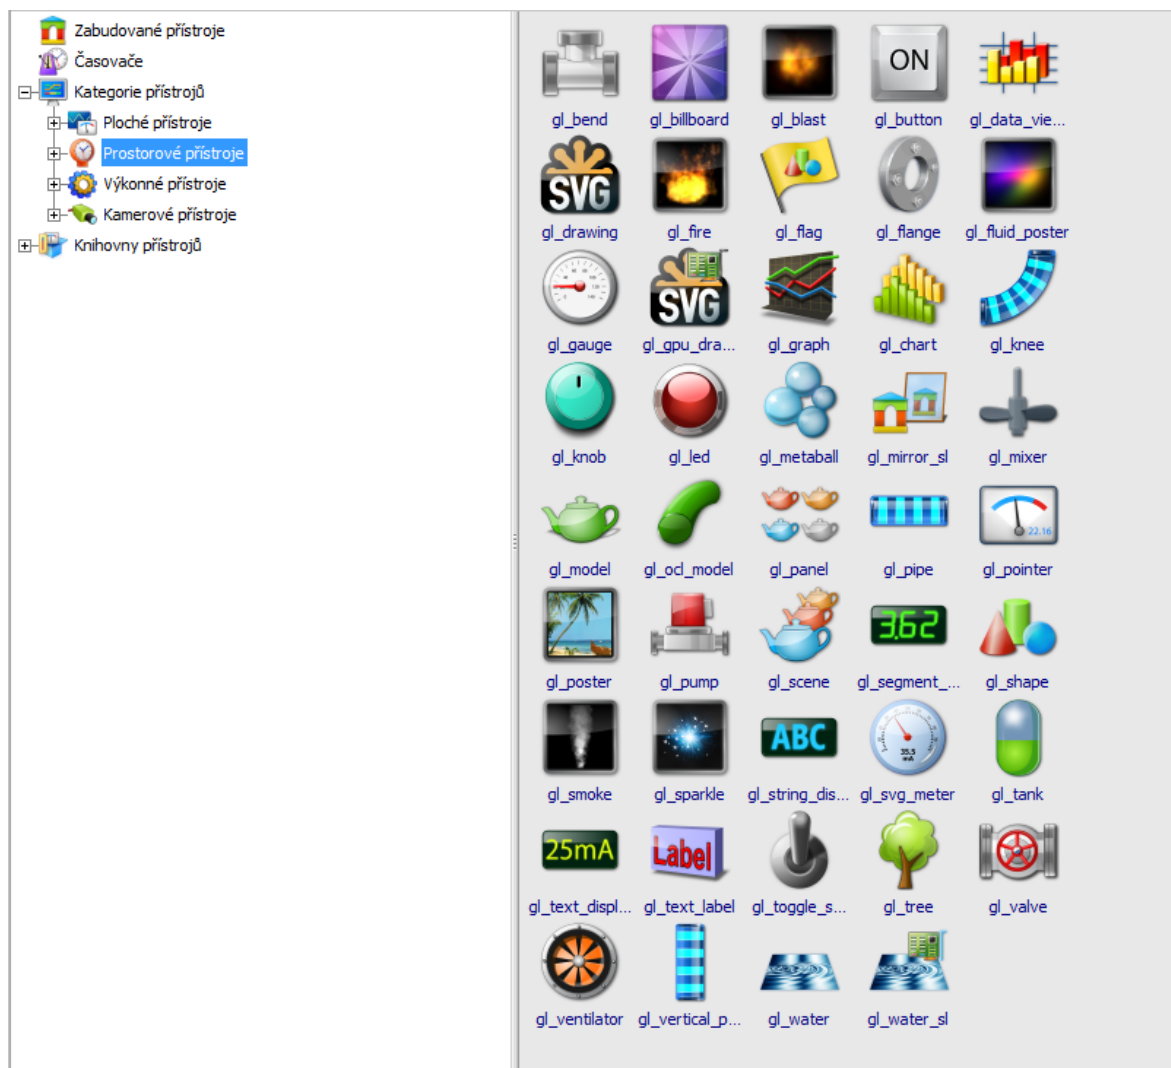 Zabudované přístroje
Časovače
Kategorie přístrojů
Ploché přístroje
Prostorové přístroje
Výkonné přístroje
Kamerové přístroje
Knihovny přístrojů
ON
gl_bend gl_billboard gl_blast gl_button gl_data_vie...
SVG
gl_drawing gl_fire gl_flag gl_flange gl_fluid_poster
SVG
gl_gauge gl_gpu_dra... gl_graph gl_chart gl_knee
gl_knob gl_led gl_metaball gl_mirror_sl gl_mixer
22.16
gl_model gl_ocl_model gl_panel gl_pipe gl_pointer
3.62
gl_poster gl_pump gl_scene gl_segment_... gl_shape
ABC 35.5 mA
gl_smoke gl_sparkle gl_string_dis... gl_svg_meter gl_tank
25mA Label
gl_text_displ... gl_text_label gl_toggle_s... gl_tree gl_valve
gl_ventilator gl_vertical_p... gl_water gl_water_sl